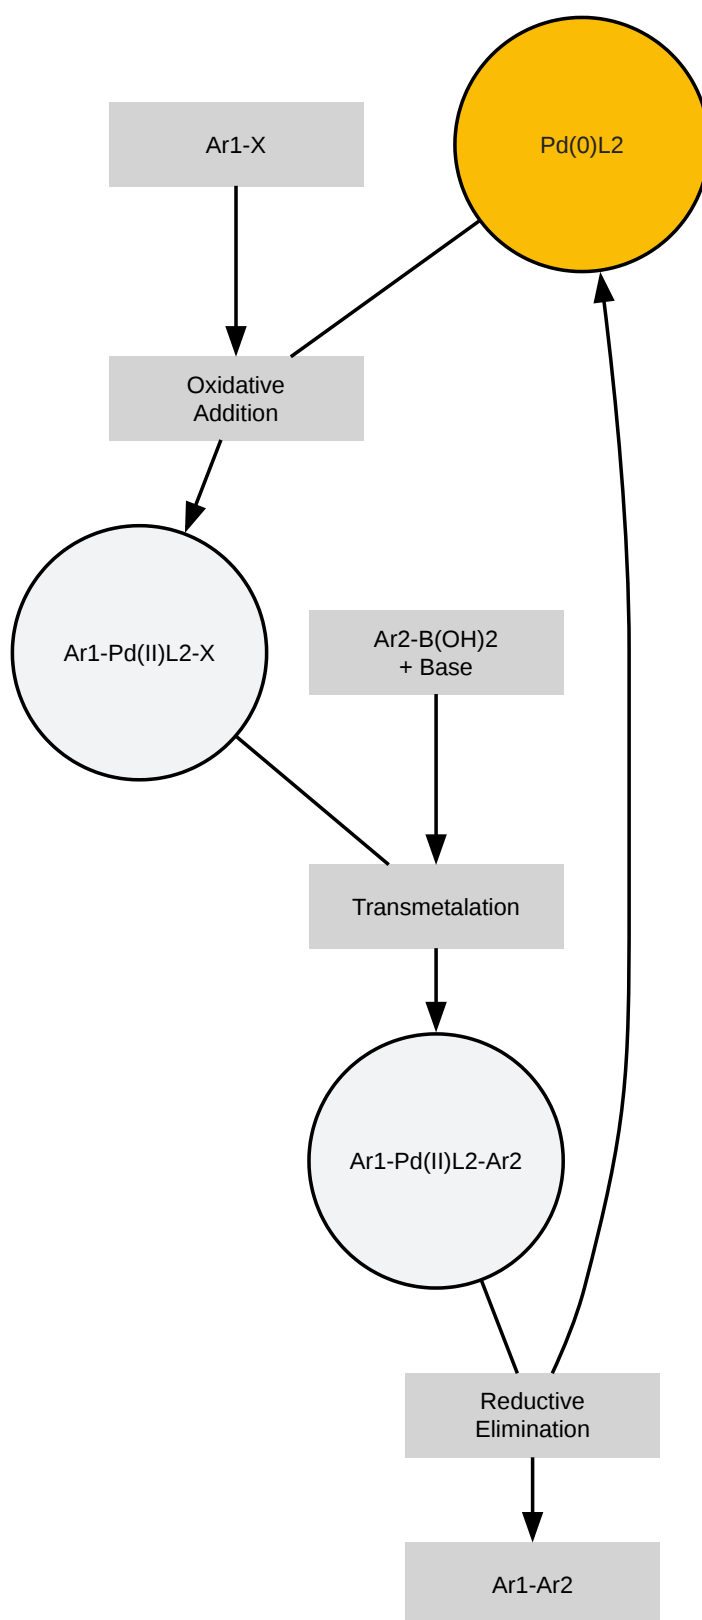 Ar1-X
Pd(0)L2
Oxidative
Addition
Ar1-Pd(II)L2-X
Ar2-B(OH)2
+ Base
Transmetalation
Ar1-Pd(II)L2-Ar2
Reductive
Elimination
Ar1-Ar2